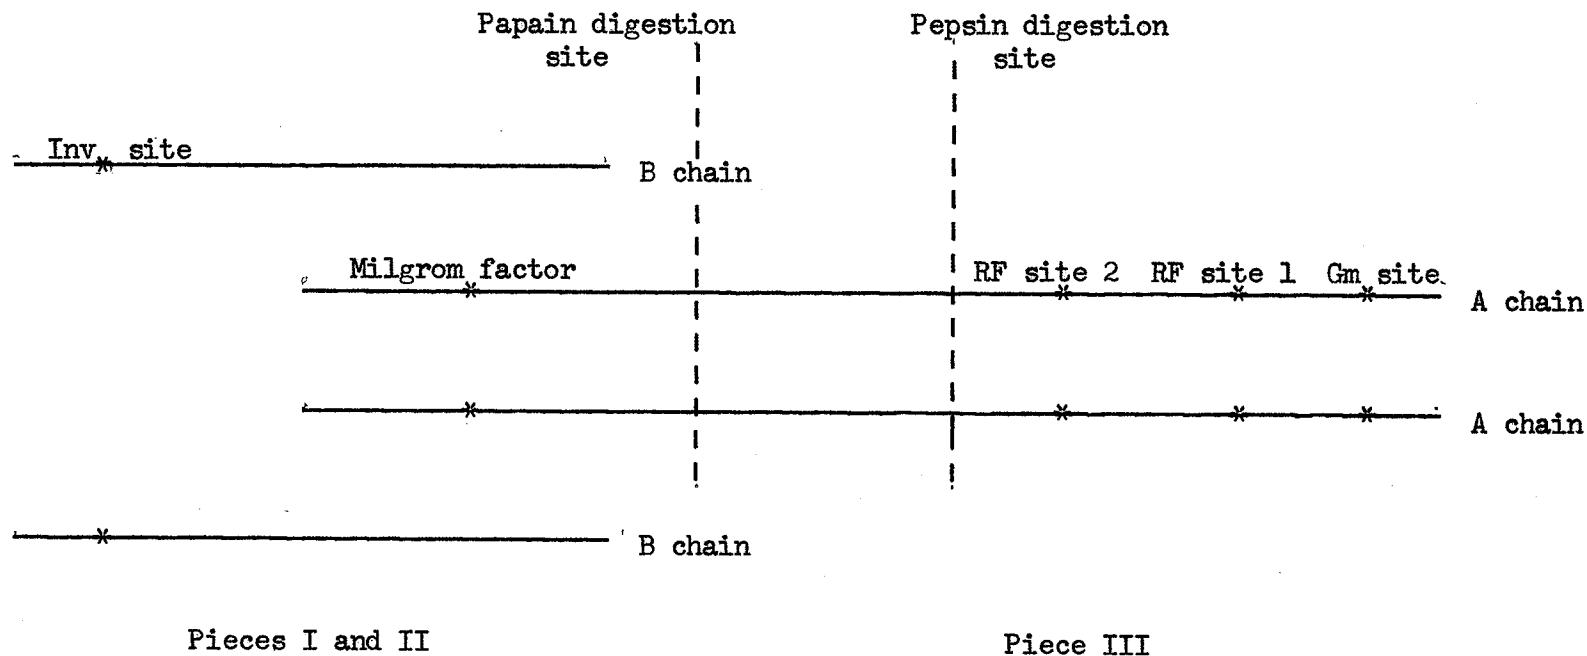 Papain digestion
site
Pepsin digestion
site
Inv site
B chain
Milgrom factor
RF site 2 RF site 1 Gm site
A chain
A chain
B chain
Pieces I and II
Piece III